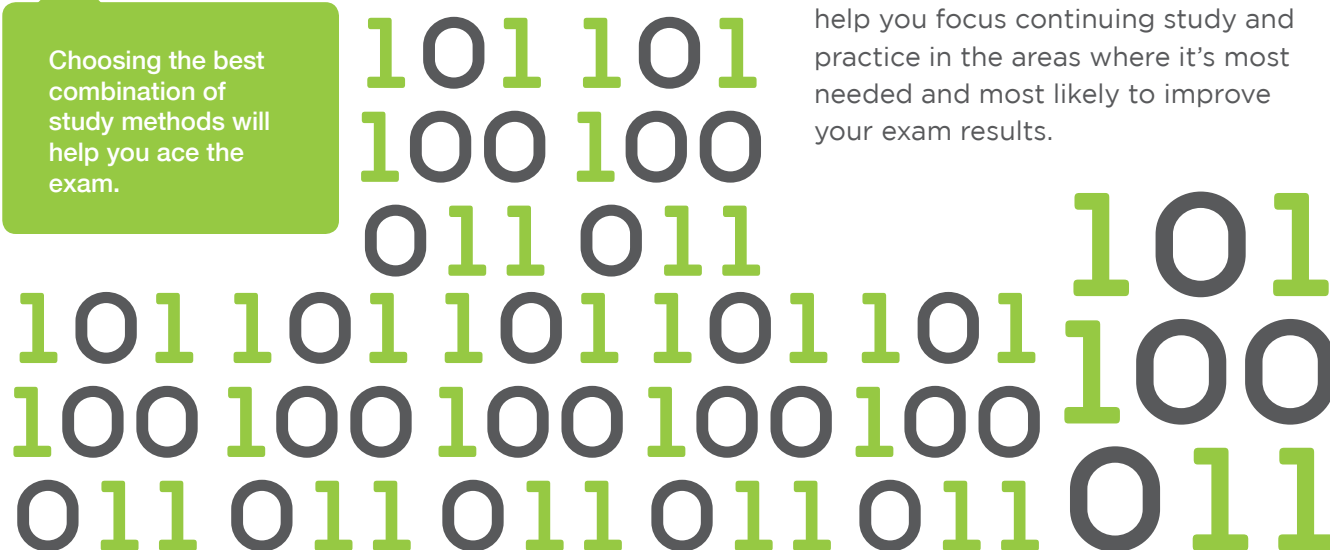 Choosing the best
combination of
study methods will
help you ace the
exam.
help you focus continuing study and
practice in the areas where it's most
needed and most likely to improve
your exam results.
101 101
100 100
011 011
101 101 101 101 101
100 100 100 100 100
011 011 011 011 011
101
100
011